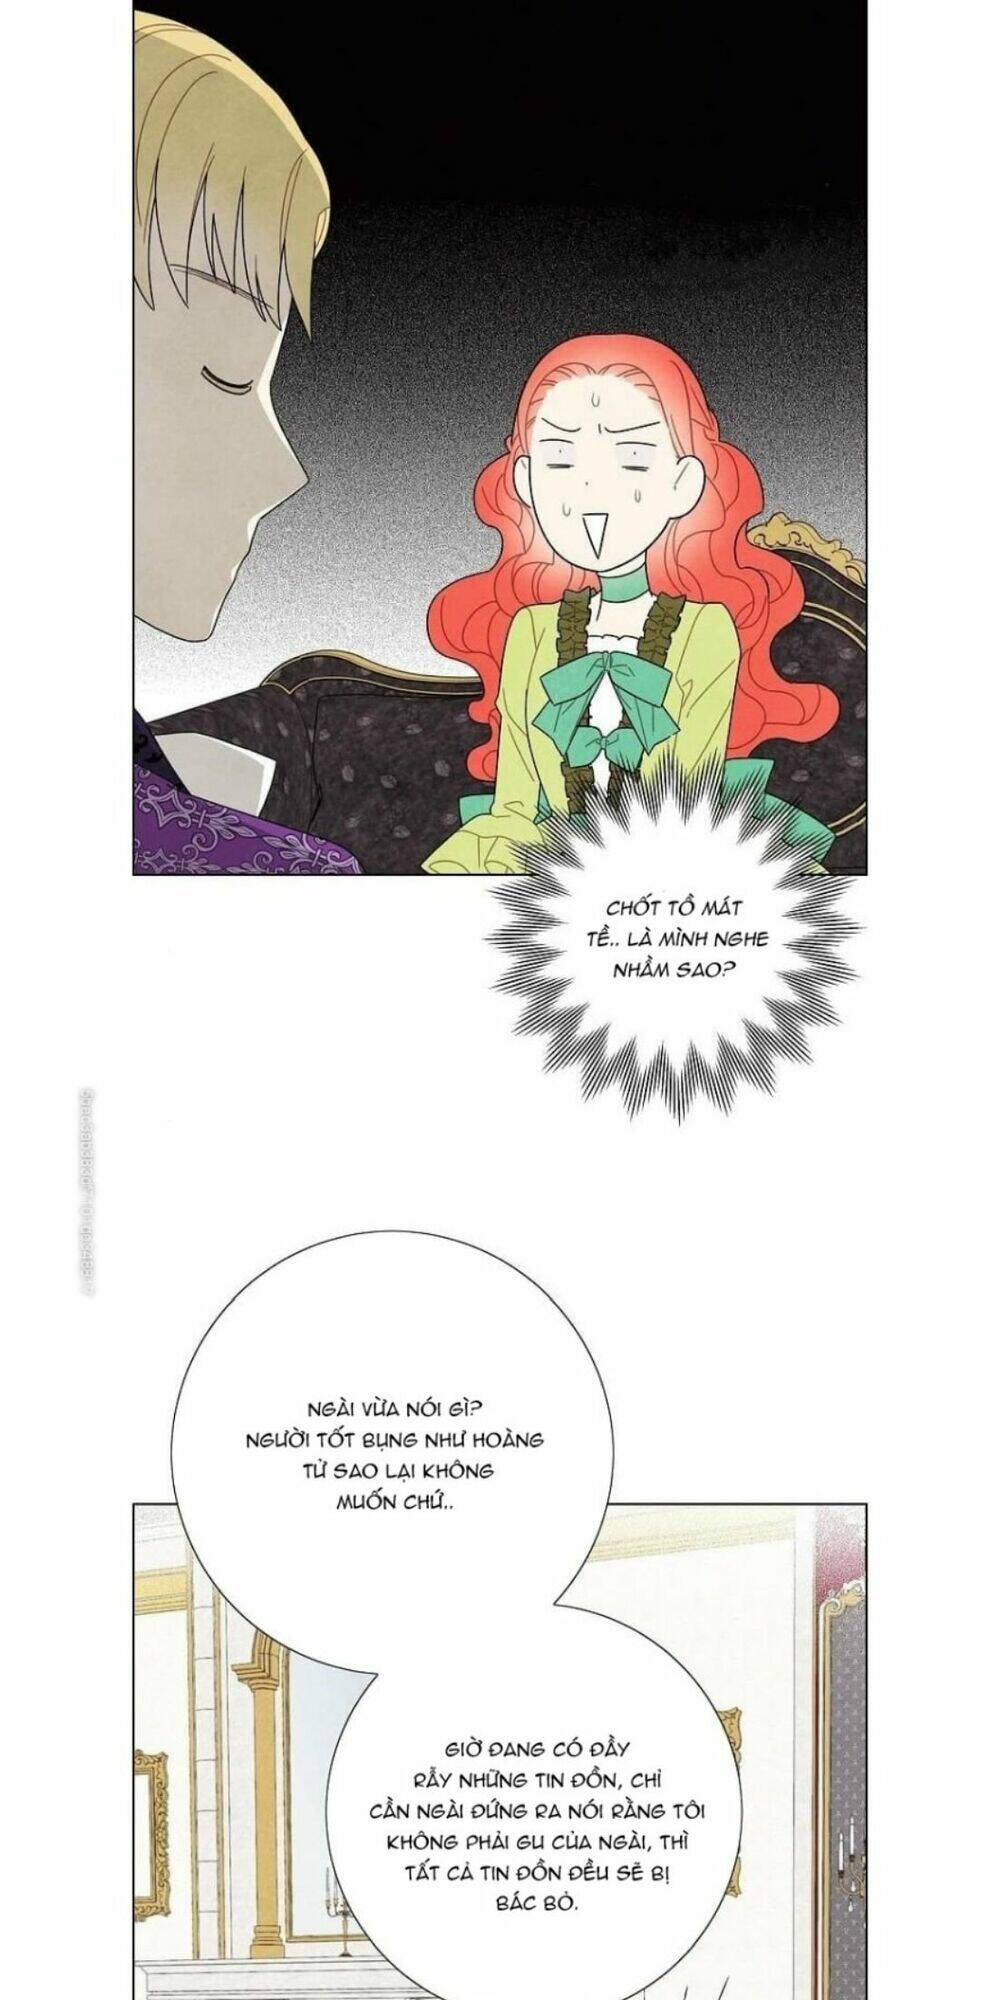 CHỐT TỒ MÁT
TỀ.. LÀ MÌNH NGHE
NHẦM SAO?
NGÀI VỪA NÓI GÌ?
NGƯỜI TỐT BỤNG NHƯ HOÀNG
TỬ SAO LẠI KHÔNG
MUỐN CHỨ..
GIỜ ĐANG CÓ ĐẦY
RẪY NHỮNG TIN ĐỒN, CHỈ
CẦN NGÀI ĐỨNG RA NÓI RẰNG TÔI
KHÔNG PHẢI GU CỦA NGÀI, THÌ
TẤT CẢ TIN ĐỒN ĐỀU SẼ BỊ
BÁC BỎ.